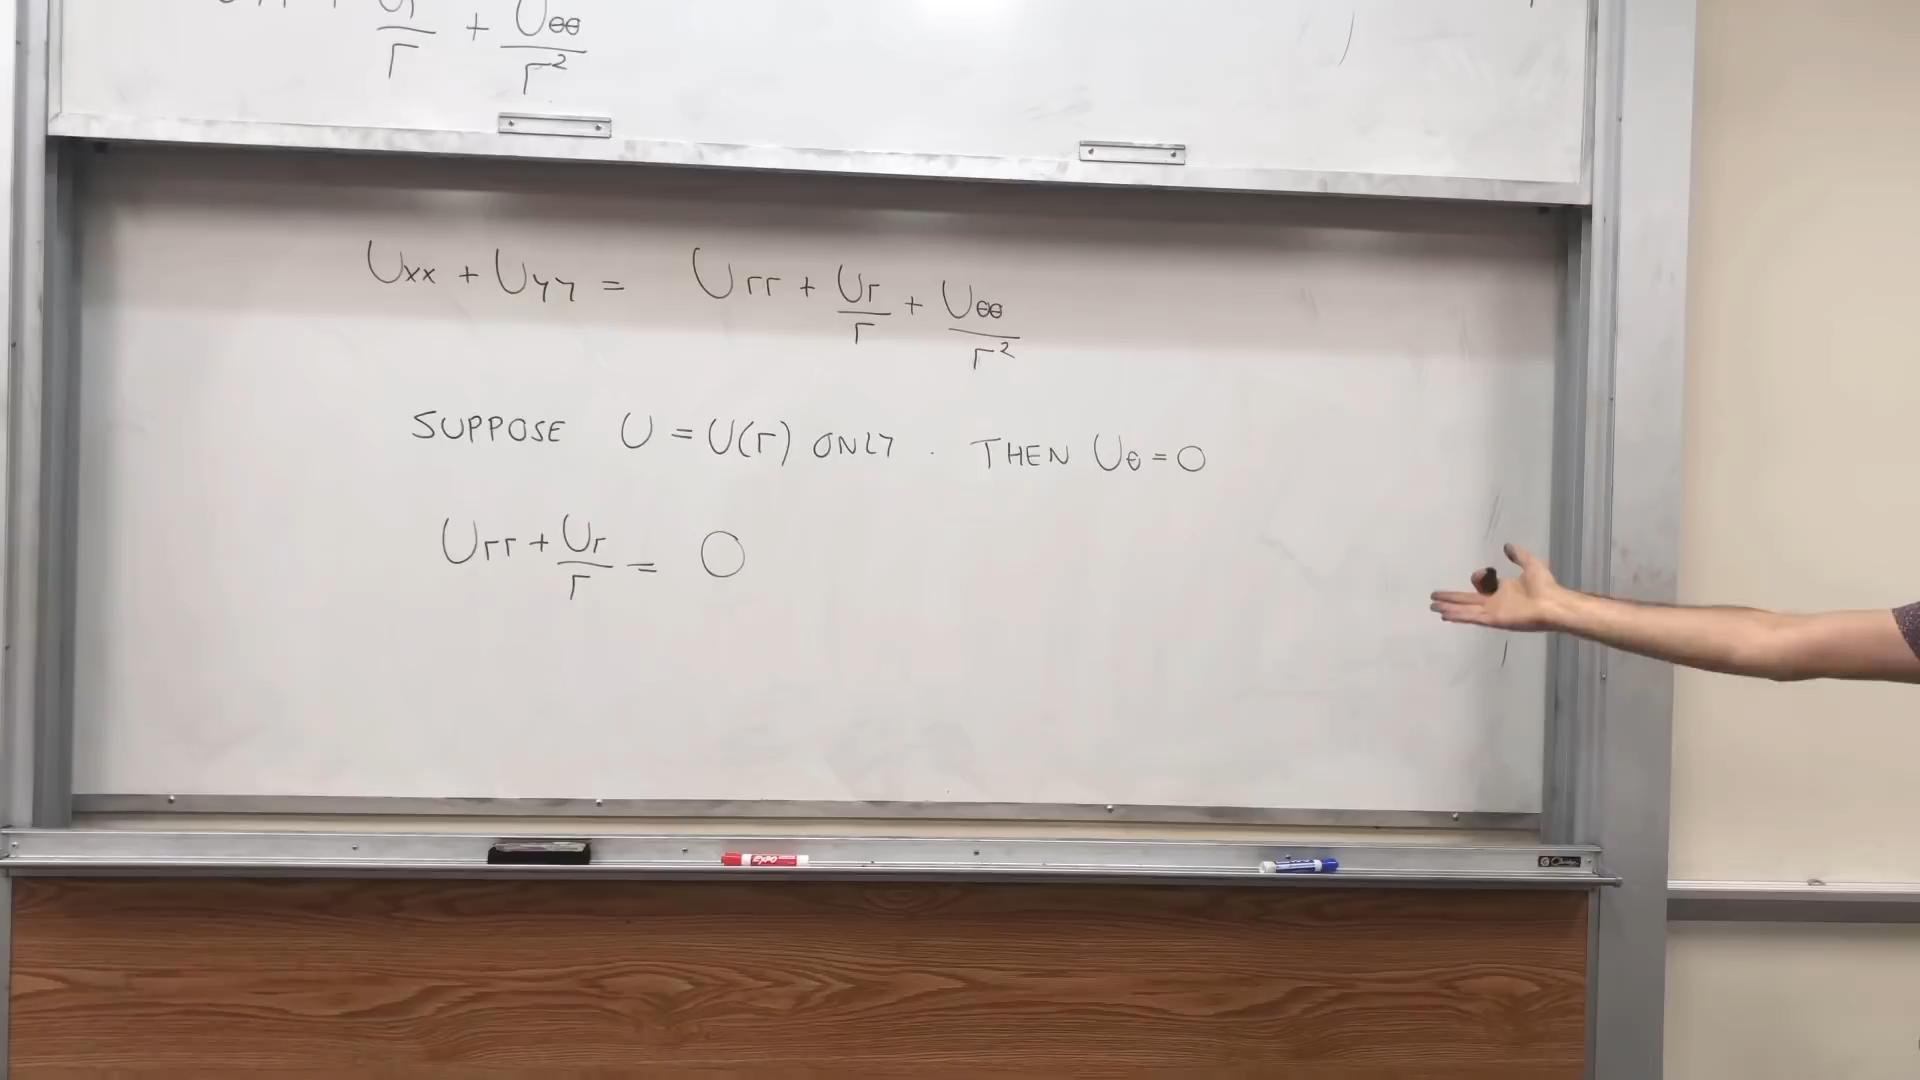 Ur/r + Uθθ/r²
Uxx + Uyy = Urr + Ur/r + Uθθ/r²
SUPPOSE U = U(r) ONLY. THEN Uθ = 0
Urr + Ur/r = 0
EXPO